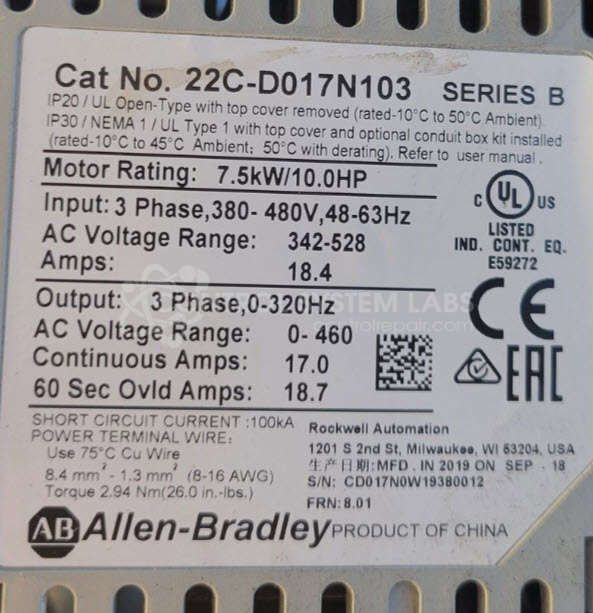 Cat No. 22C-D017N103 SERIES B
IP20 / UL Open-Type with top cover removed (rated-10°C to 50°C Ambient).
IP30 / NEMA 1 / UL Type 1 with top cover and optional conduit box kit installed
(rated-10°C to 45°C Ambient; 50°C with derating). Refer to user manual.
Motor Rating: 7.5kW/10.0HP
Input: 3 Phase,380- 480V,48-63Hz
AC Voltage Range: 342-528
Amps: 18.4
C UL US
LISTED
IND. CONT. EQ.
E59272
Output: 3 Phase,0-320Hz
AC Voltage Range: 0- 460
Continuous Amps: 17.0
60 Sec Ovld Amps: 18.7
CE
EAC
SHORT CIRCUIT CURRENT :100kA
POWER TERMINAL WIRE:
Use 75°C Cu Wire
8.4 mm² - 1.3 mm² (8-16 AWG)
Torque 2.94 Nm(26.0 in.-lbs.)
Rockwell Automation
1201 S 2nd St, Milwaukee, WI 53204, USA
生产日期:MFD. IN 2019 ON SEP - 18
S/N: CD017N0W19380012
FRN: 8.01
AB Allen-Bradley PRODUCT OF CHINA